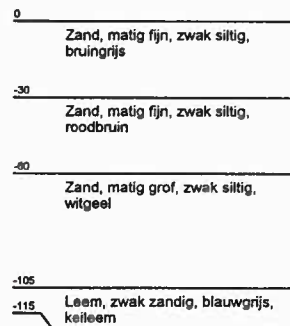 0
Zand, matig fijn, zwak siltig,
bruingrijs
-30
Zand, matig fijn, zwak siltig,
roodbruin
-60
Zand, matig grof, zwak siltig,
witgeel
-105
-115 Leem, zwak zandig, blauwgrijs,
keileem